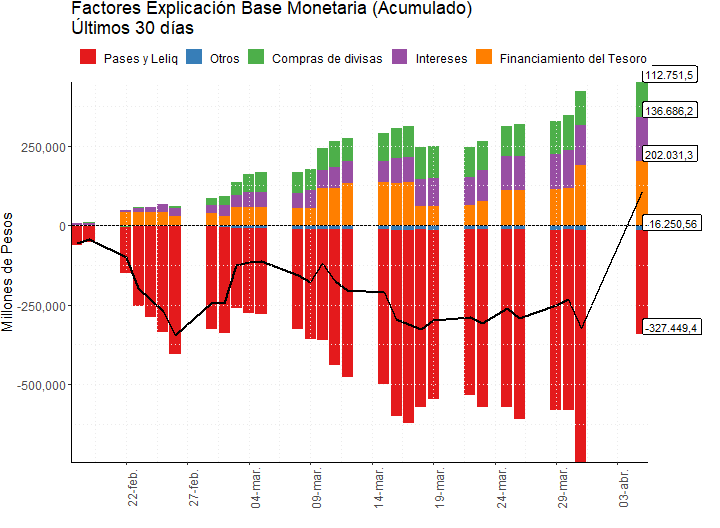 Factores Explicación Base Monetaria (Acumulado)
Últimos 30 días
Pases y Leliq
Otros
Compras de divisas
Intereses
Financiamiento del Tesoro
Millones de Pesos
250,000
0
-250,000
-500,000
112.751,5
136.686,2
202.031,3
-16.250,56
-327.449,4
22-feb.
27-feb.
04-mar.
09-mar.
14-mar.
19-mar.
24-mar.
29-mar.
03-abr.